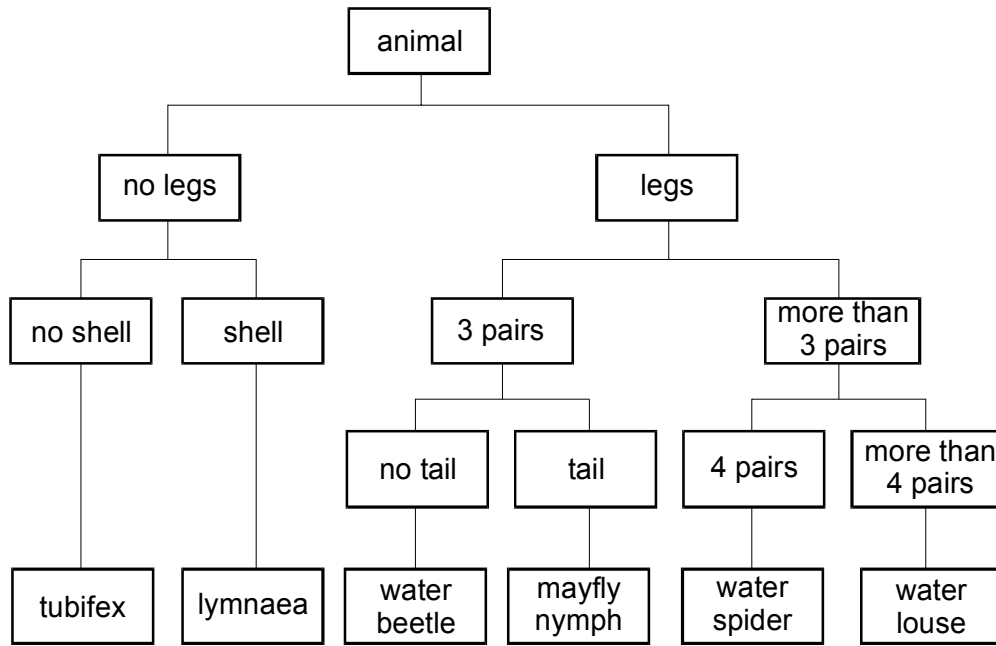 animal
no legs
legs
no shell
shell
3 pairs
more than
3 pairs
no tail
tail
4 pairs
more than
4 pairs
tubifex
lymnaea
water
beetle
mayfly
nymph
water
spider
water
louse